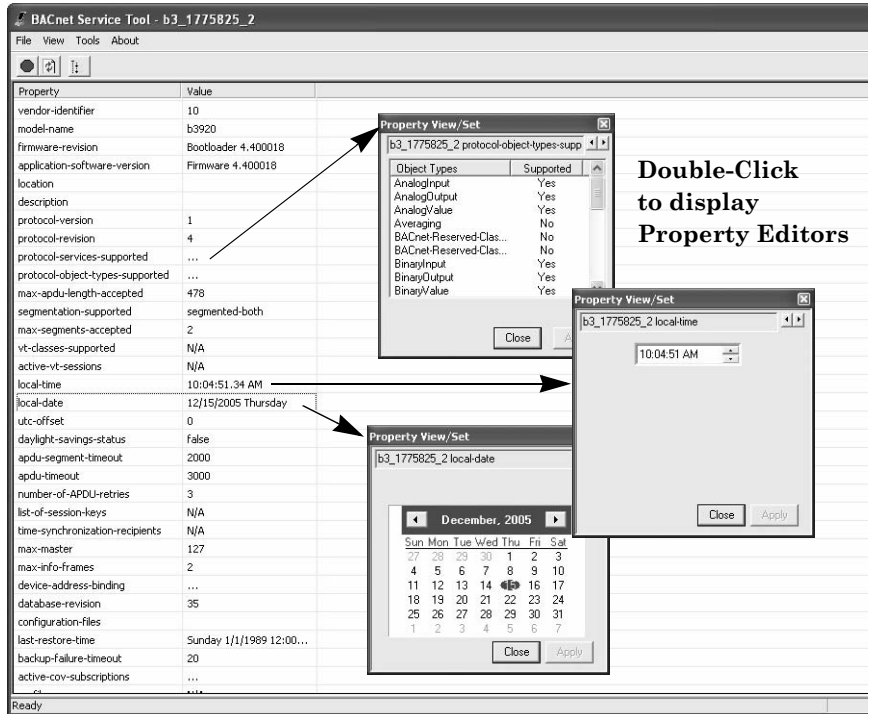 BACnet Service Tool - b3_1775825_2
File View Tools About
Property Value
vendor-identifier 10
model-name b3920
firmware-revision Bootloader 4.400018
application-software-version Firmware 4.400018
location
description
protocol-version 1
protocol-revision 4
protocol-services-supported ...
protocol-object-types-supported ...
max-apdu-length-accepted 478
segmentation-supported segmented-both
max-segments-accepted 2
vt-classes-supported N/A
active-vt-sessions N/A
local-time 10:04:51.34 AM
local-date 12/15/2005 Thursday
utc-offset 0
daylight-savings-status false
apdu-segment-timeout 2000
apdu-timeout 3000
number-of-APDU-retries 3
list-of-session-keys N/A
time-synchronization-recipients N/A
max-master 127
max-info-frames 2
device-address-binding ...
database-revision 35
configuration-files
last-restore-time Sunday 1/1/1989 12:00...
backup-failure-timeout 20
active-cov-subscriptions ...
Ready
Property View/Set
b3_1775825_2 protocol-object-types-supp
Object Types Supported
AnalogInput Yes
AnalogOutput Yes
AnalogValue Yes
Averaging No
BACnet-Reserved-Clas... No
BACnet-Reserved-Clas... No
BinaryInput Yes
BinaryOutput Yes
BinaryValue Yes
Close
Double-Click
to display
Property Editors
Property View/Set
b3_1775825_2 local-time
10:04:51 AM
Close Apply
Property View/Set
b3_1775825_2 local-date
December, 2005
Sun Mon Tue Wed Thu Fri Sat
27 28 29 30 1 2 3
4 5 6 7 8 9 10
11 12 13 14 15 16 17
18 19 20 21 22 23 24
25 26 27 28 29 30 31
1 2 3 4 5 6 7
Close Apply